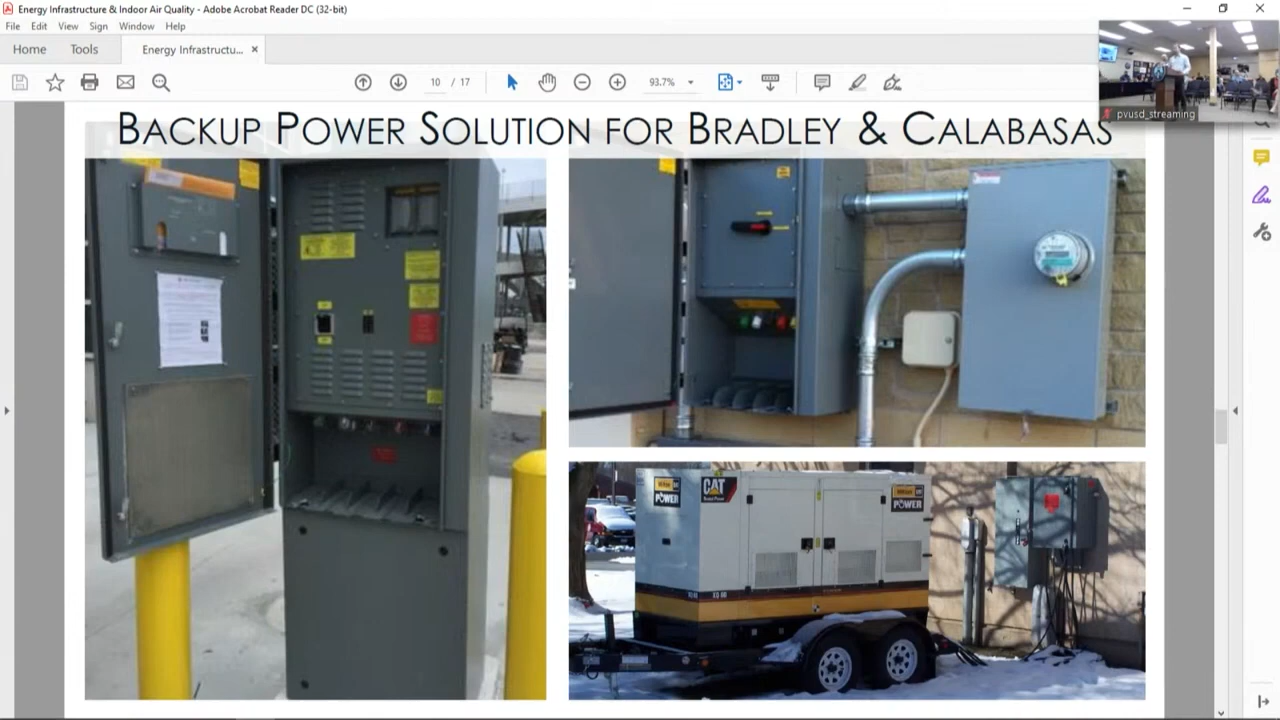 Energy Infrastructure & Indoor Air Quality - Adobe Acrobat Reader DC (32-bit)
File Edit View Sign Window Help
Home Tools Energy Infrastructu... ×
10 / 17 93.7%
pvusd_streaming
BACKUP POWER SOLUTION FOR BRADLEY & CALABASAS
POWER
CAT
POWER